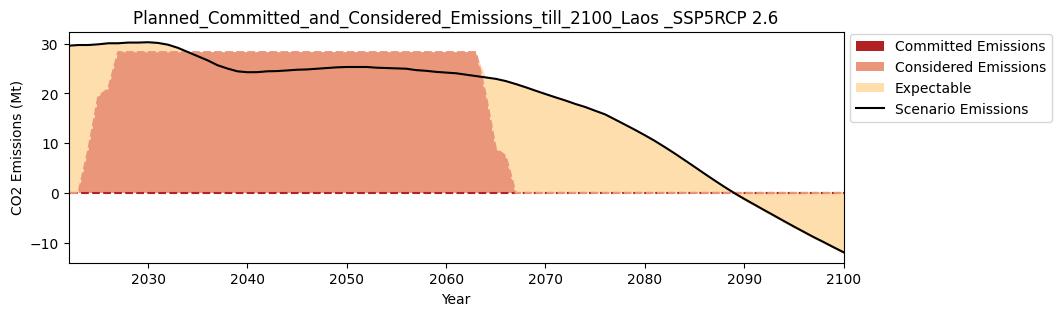 Planned_Committed_and_Considered_Emissions_till_2100_Laos _SSP5RCP 2.6
CO2 Emissions (Mt)
30
20
10
0
−10
2030 2040 2050 2060 2070 2080 2090 2100
Year
Committed Emissions
Considered Emissions
Expectable
Scenario Emissions